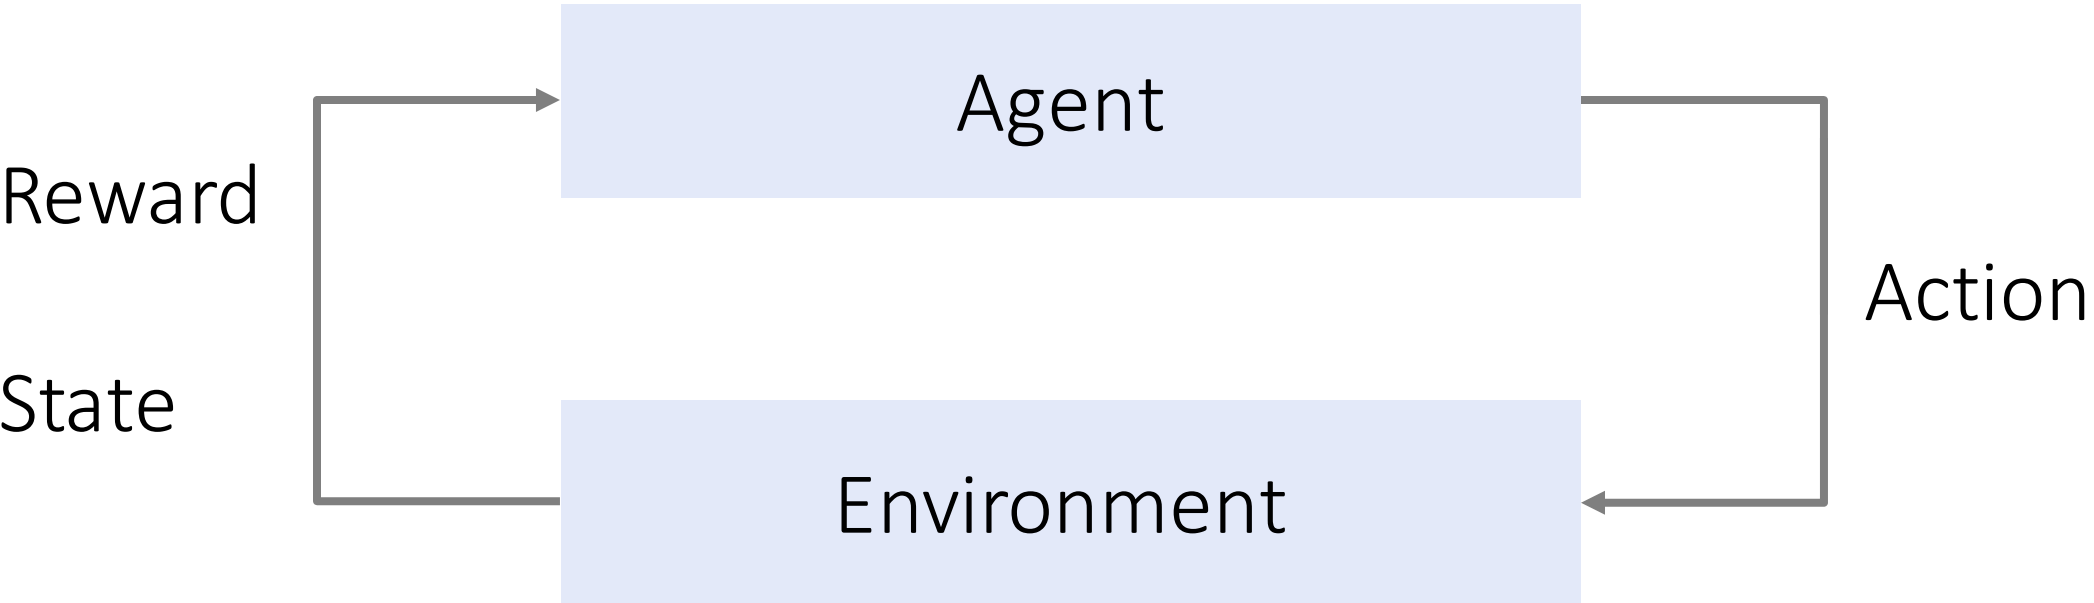 Agent
Reward
Action
State
Environment